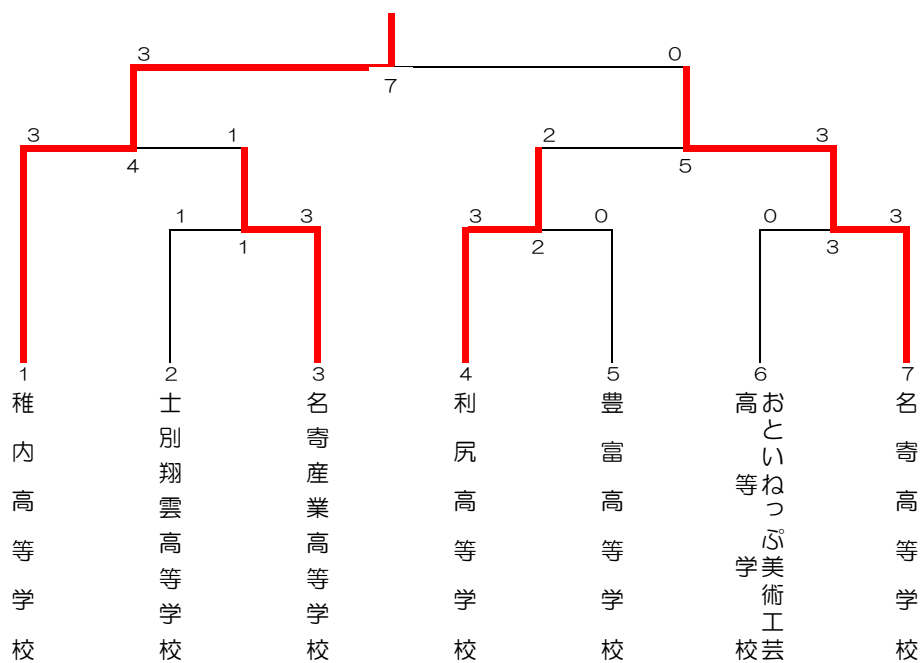 3 0
7
3 1 2 3
4 5
1 3 3 0 0 3
1 2 3
1 2 3 4 5 6 7
稚内高等学校
士別翔雲高等学校
名寄産業高等学校
利尻高等学校
豊富高等学校
おといねっぷ美術工芸
高等学校
名寄高等学校